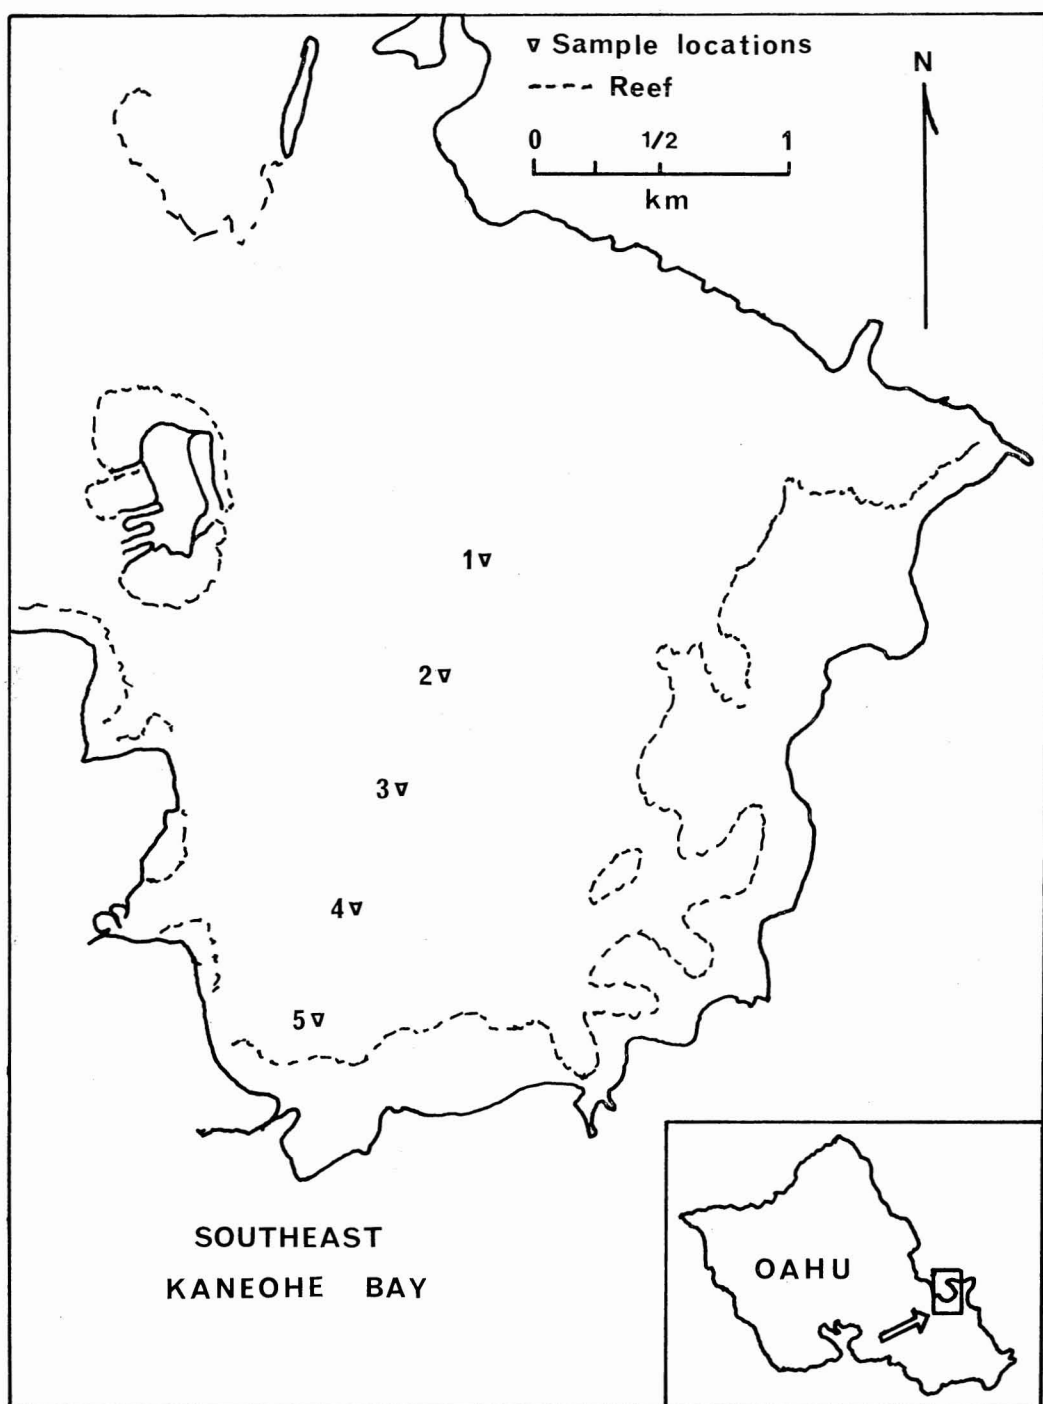 ▿ Sample locations
---- Reef
N
0 1/2 1
km
1▿
2▿
3▿
4▿
5▿
SOUTHEAST
KANEOHE BAY
OAHU